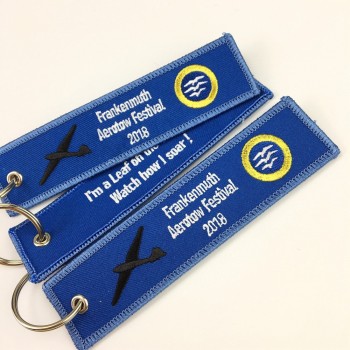 Frankenmuth
Aerotow Festival
2018
I'm a Leaf on the
Watch how I soar!
Frankenmuth
Aerotow Festival
2018